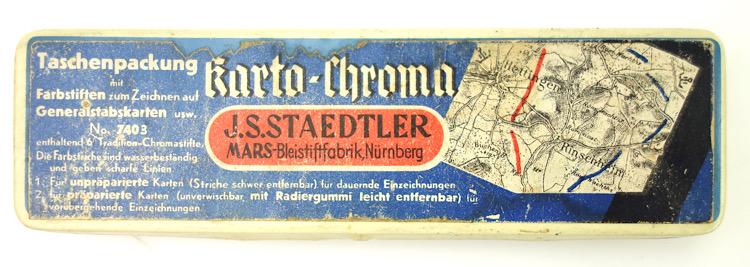 Taschenpackung
mit
Farbstiften zum Zeichnen auf
Generalstabskarten usw.
No. 7403
enthaltend 6 Tradition-Chromastifte
Die Farbstriche sind wasserbeständig
und geben scharfe Linien
1. Für unpräparierte Karten (Striche schwer entfernbar) für dauernde Einzeichnungen
2. für präparierte Karten (unverwischbar mit Radiergummi leicht entfernbar) für
vorübergehende Einzeichnungen
Karto-Chroma
J.S.STAEDTLER
MARS-Bleistiftfabrik, Nürnberg
Rinschheim